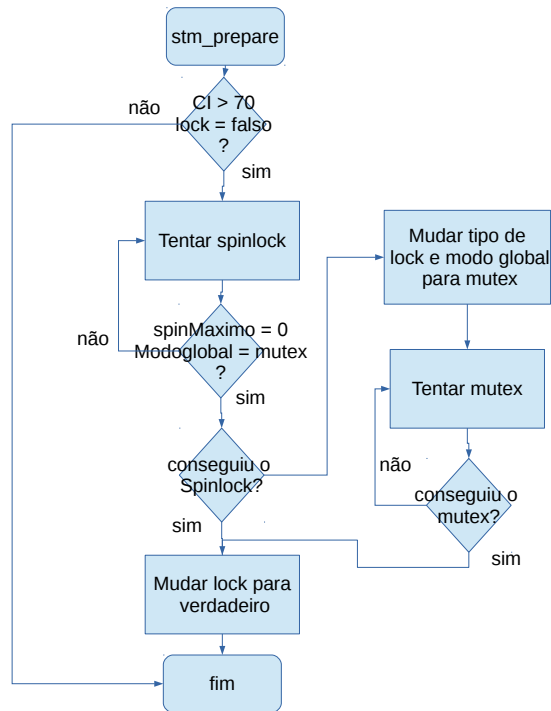 stm_prepare
não
CI > 70
lock = falso
?
sim
Tentar spinlock
não
spinMaximo = 0
Modoglobal = mutex
?
sim
conseguiu o
Spinlock?
sim
Mudar tipo de
lock e modo global
para mutex
Tentar mutex
não
conseguiu o
mutex?
sim
Mudar lock para
verdadeiro
fim